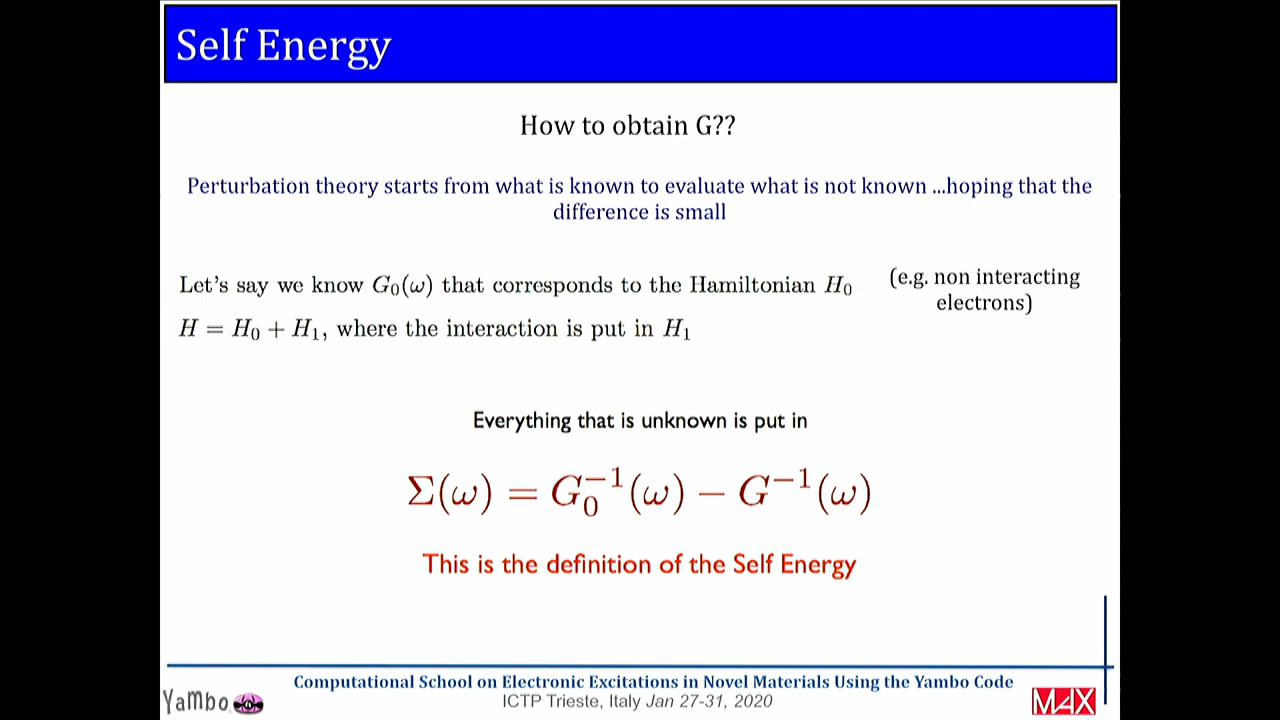 Self Energy
How to obtain G??
Perturbation theory starts from what is known to evaluate what is not known ...hoping that the
difference is small
Let's say we know G₀(ω) that corresponds to the Hamiltonian H₀
(e.g. non interacting
electrons)
H = H₀ + H₁, where the interaction is put in H₁
Everything that is unknown is put in
Σ(ω) = G₀⁻¹(ω) − G⁻¹(ω)
This is the definition of the Self Energy
Computational School on Electronic Excitations in Novel Materials Using the Yambo Code
ICTP Trieste, Italy Jan 27-31, 2020
Yambo
MAX